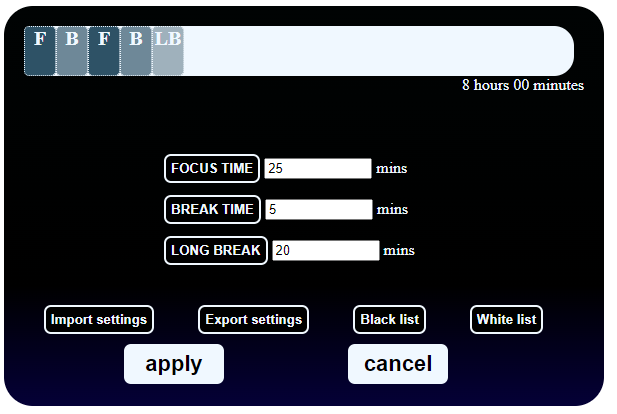 F B F B LB
8 hours 00 minutes
FOCUS TIME 25 mins
BREAK TIME 5 mins
LONG BREAK 20 mins
Import settings Export settings Black list White list
apply cancel